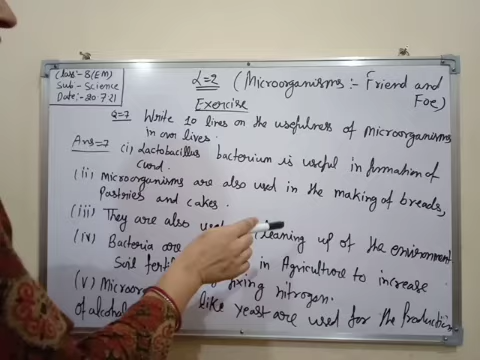 Class:- 8(EM)
Sub - Science
Date:- 20.7.21
L=2 (Microorganisms :- Friend and
Foe)
Exercise
Q=7 Write 10 lines on the usefulness of Microorganisms
in our lives.
Ans=7 (i) Lactobacillus bacterium is useful in formation of
curd.
(ii) Microorganisms are also used in the making of breads,
Pastries and cakes.
(iii) They are also cleaning up of the environment
(iv) Bacteria are in Agriculture to increase
Soil fixing nitrogen.
(v) like yeast are used for the Production
of alcohol